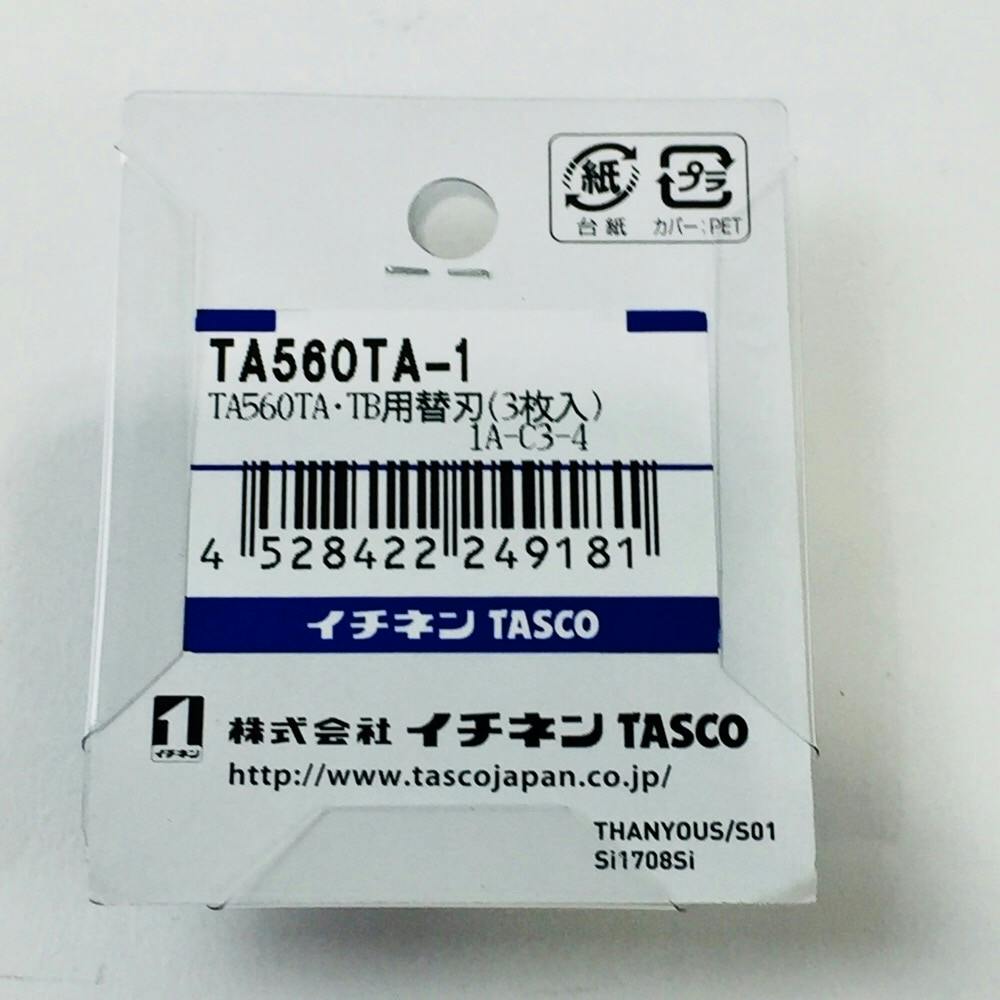 紙 プラ
台紙 カバー:PET
TA560TA-1
TA560TA・TB用替刃(3枚入)
1A-C3-4
4 528422 249181
イチネン TASCO
1 株式会社 イチネン TASCO
イチネン
http://www.tascojapan.co.jp/
THANYOUS/S01
Si1708Si